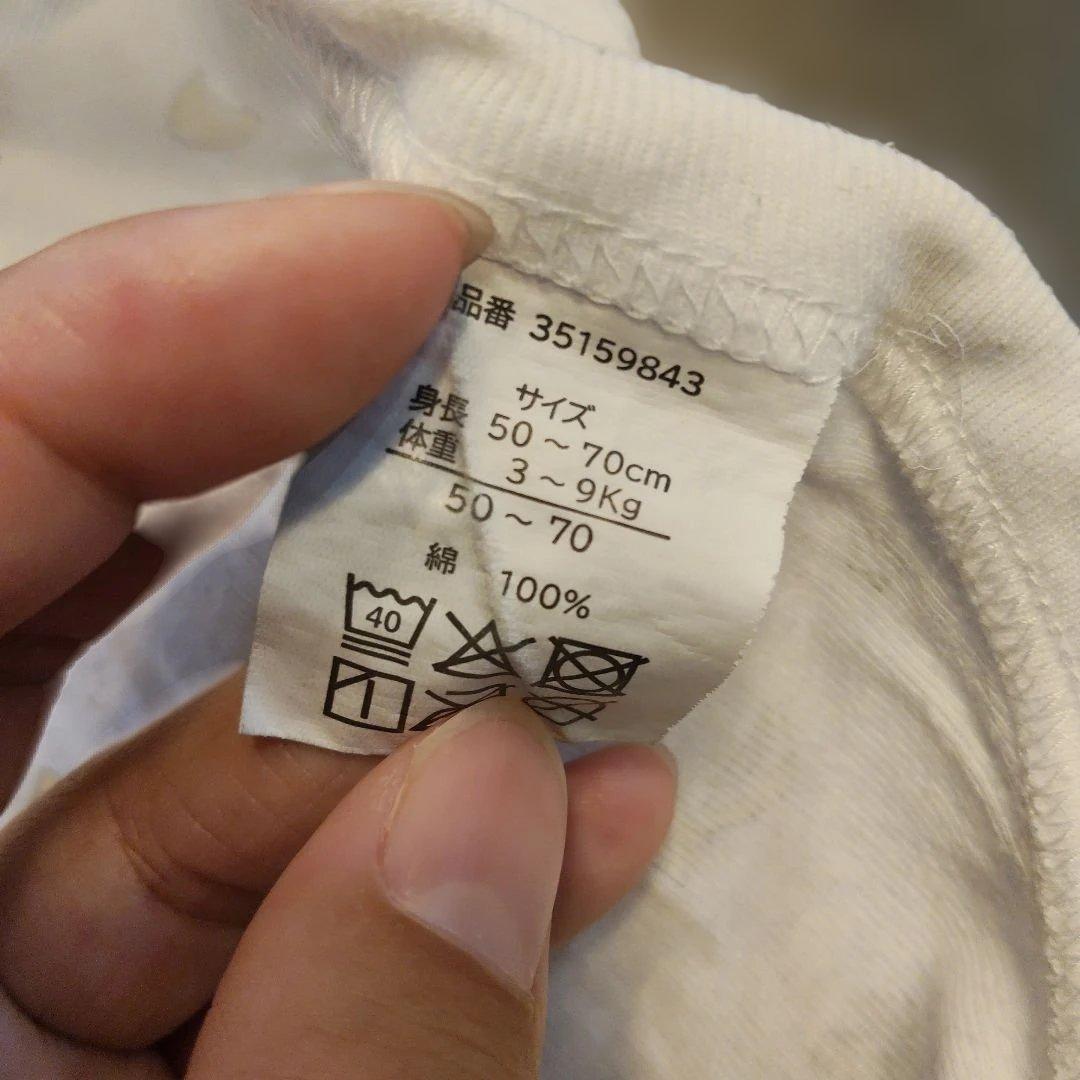 品番 35159843
サイズ
身長 50 ~ 70cm
体重 3 ~ 9Kg
50 ~ 70
綿 100%
40